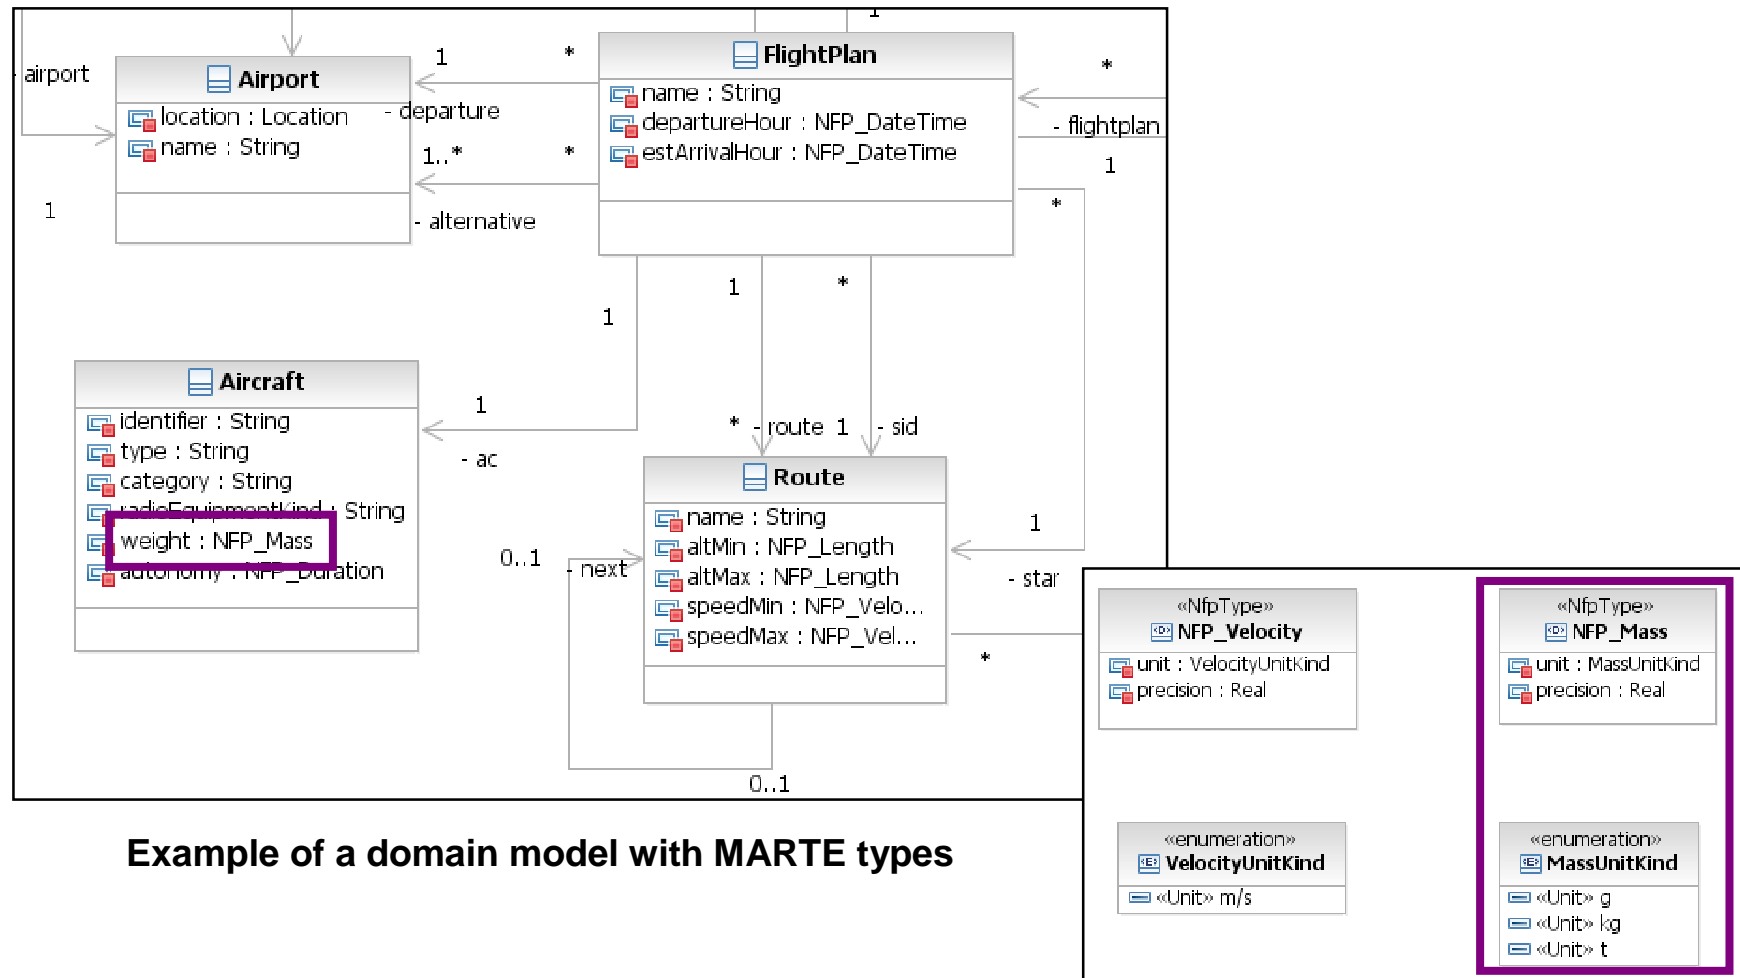 1
- airport
Airport
location : Location
name : String
1
1
*
- departure
1..*
*
- alternative
FlightPlan
name : String
departureHour : NFP_DateTime
estArrivalHour : NFP_DateTime
*
- flightplan
1
*
1
*
1
Aircraft
identifier : String
type : String
category : String
radioEquipmentKind : String
weight : NFP_Mass
autonomy : NFP_Duration
1
- ac
* - route 1 - sid
Route
name : String
altMin : NFP_Length
altMax : NFP_Length
speedMin : NFP_Velo...
speedMax : NFP_Vel...
0..1
- next
1
- star
*
0..1
Example of a domain model with MARTE types
«NfpType»
NFP_Velocity
unit : VelocityUnitKind
precision : Real
«NfpType»
NFP_Mass
unit : MassUnitKind
precision : Real
«enumeration»
VelocityUnitKind
«Unit» m/s
«enumeration»
MassUnitKind
«Unit» g
«Unit» kg
«Unit» t